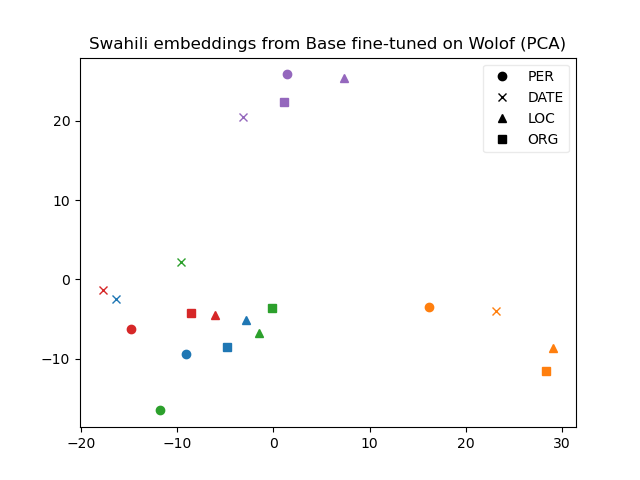 Swahili embeddings from Base fine-tuned on Wolof (PCA)
PER
DATE
LOC
ORG
20
10
0
−10
−20 −10 0 10 20 30